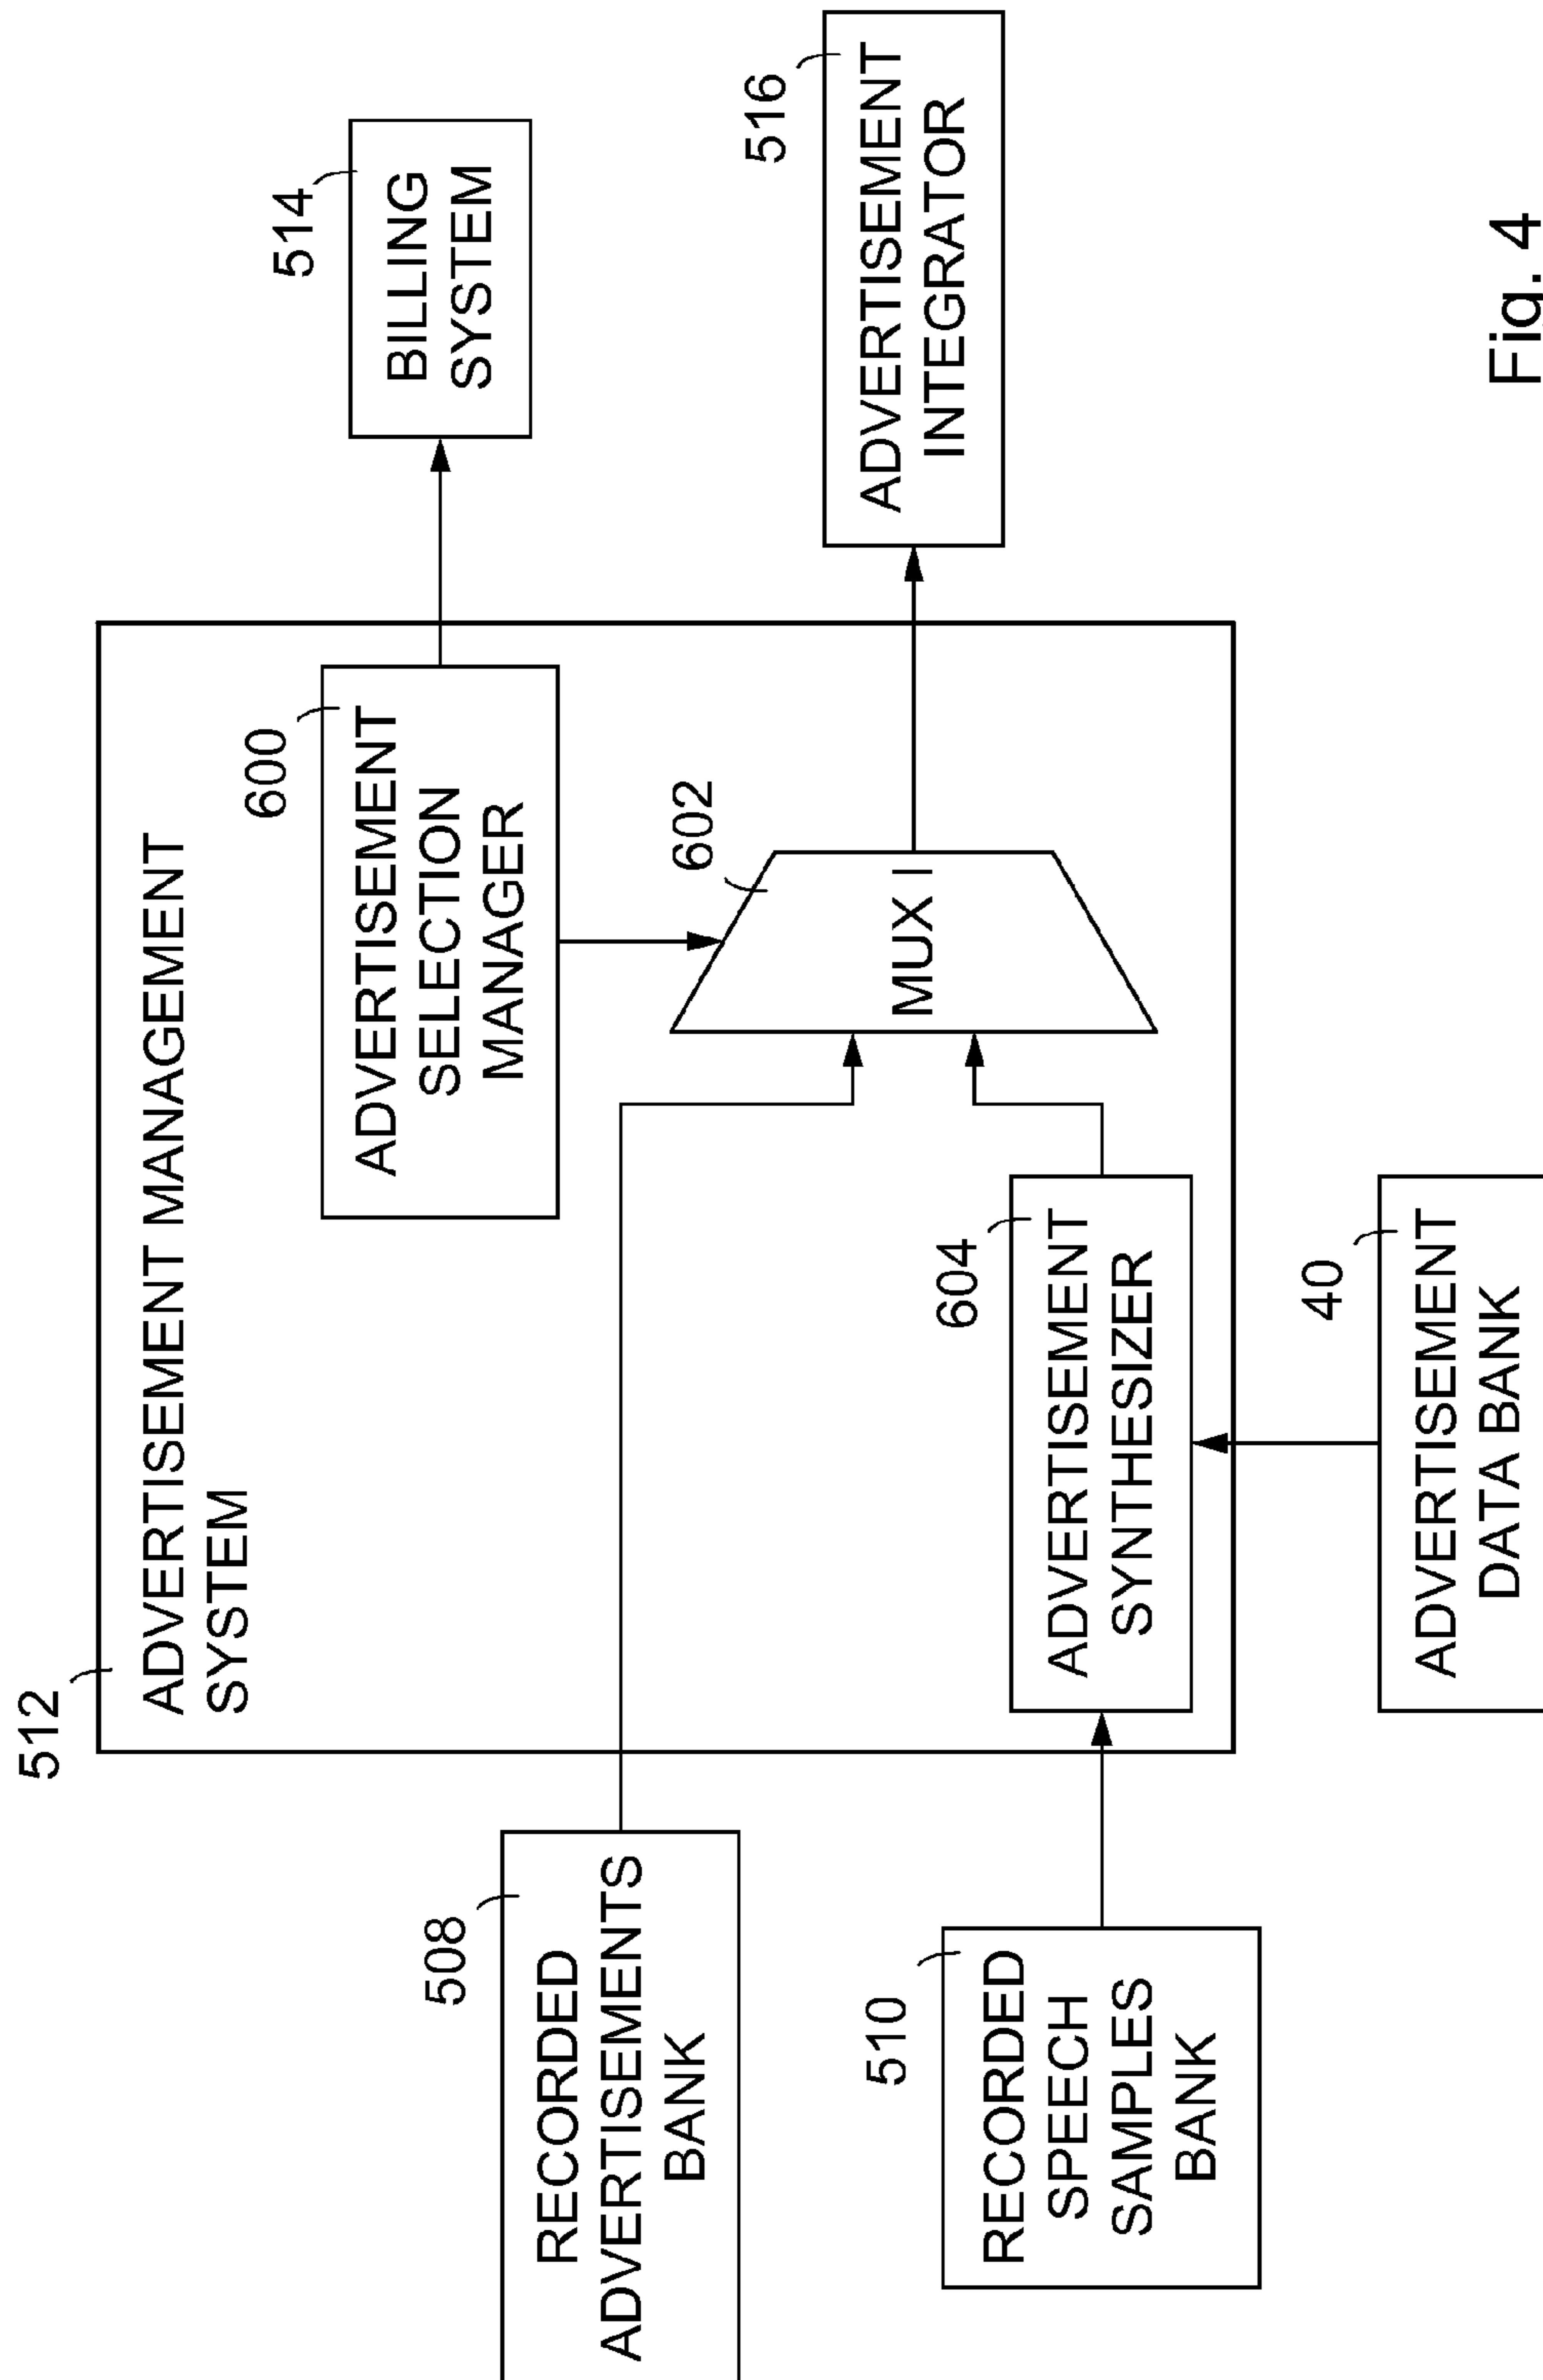 512
ADVERTISEMENT MANAGEMENT
SYSTEM
514
BILLING
SYSTEM
600
ADVERTISEMENT
SELECTION
MANAGER
508
RECORDED
ADVERTISEMENTS
BANK
602
MUX I
516
ADVERTISEMENT
INTEGRATOR
510
RECORDED
SPEECH
SAMPLES
BANK
604
ADVERTISEMENT
SYNTHESIZER
40
ADVERTISEMENT
DATA BANK
Fig. 4